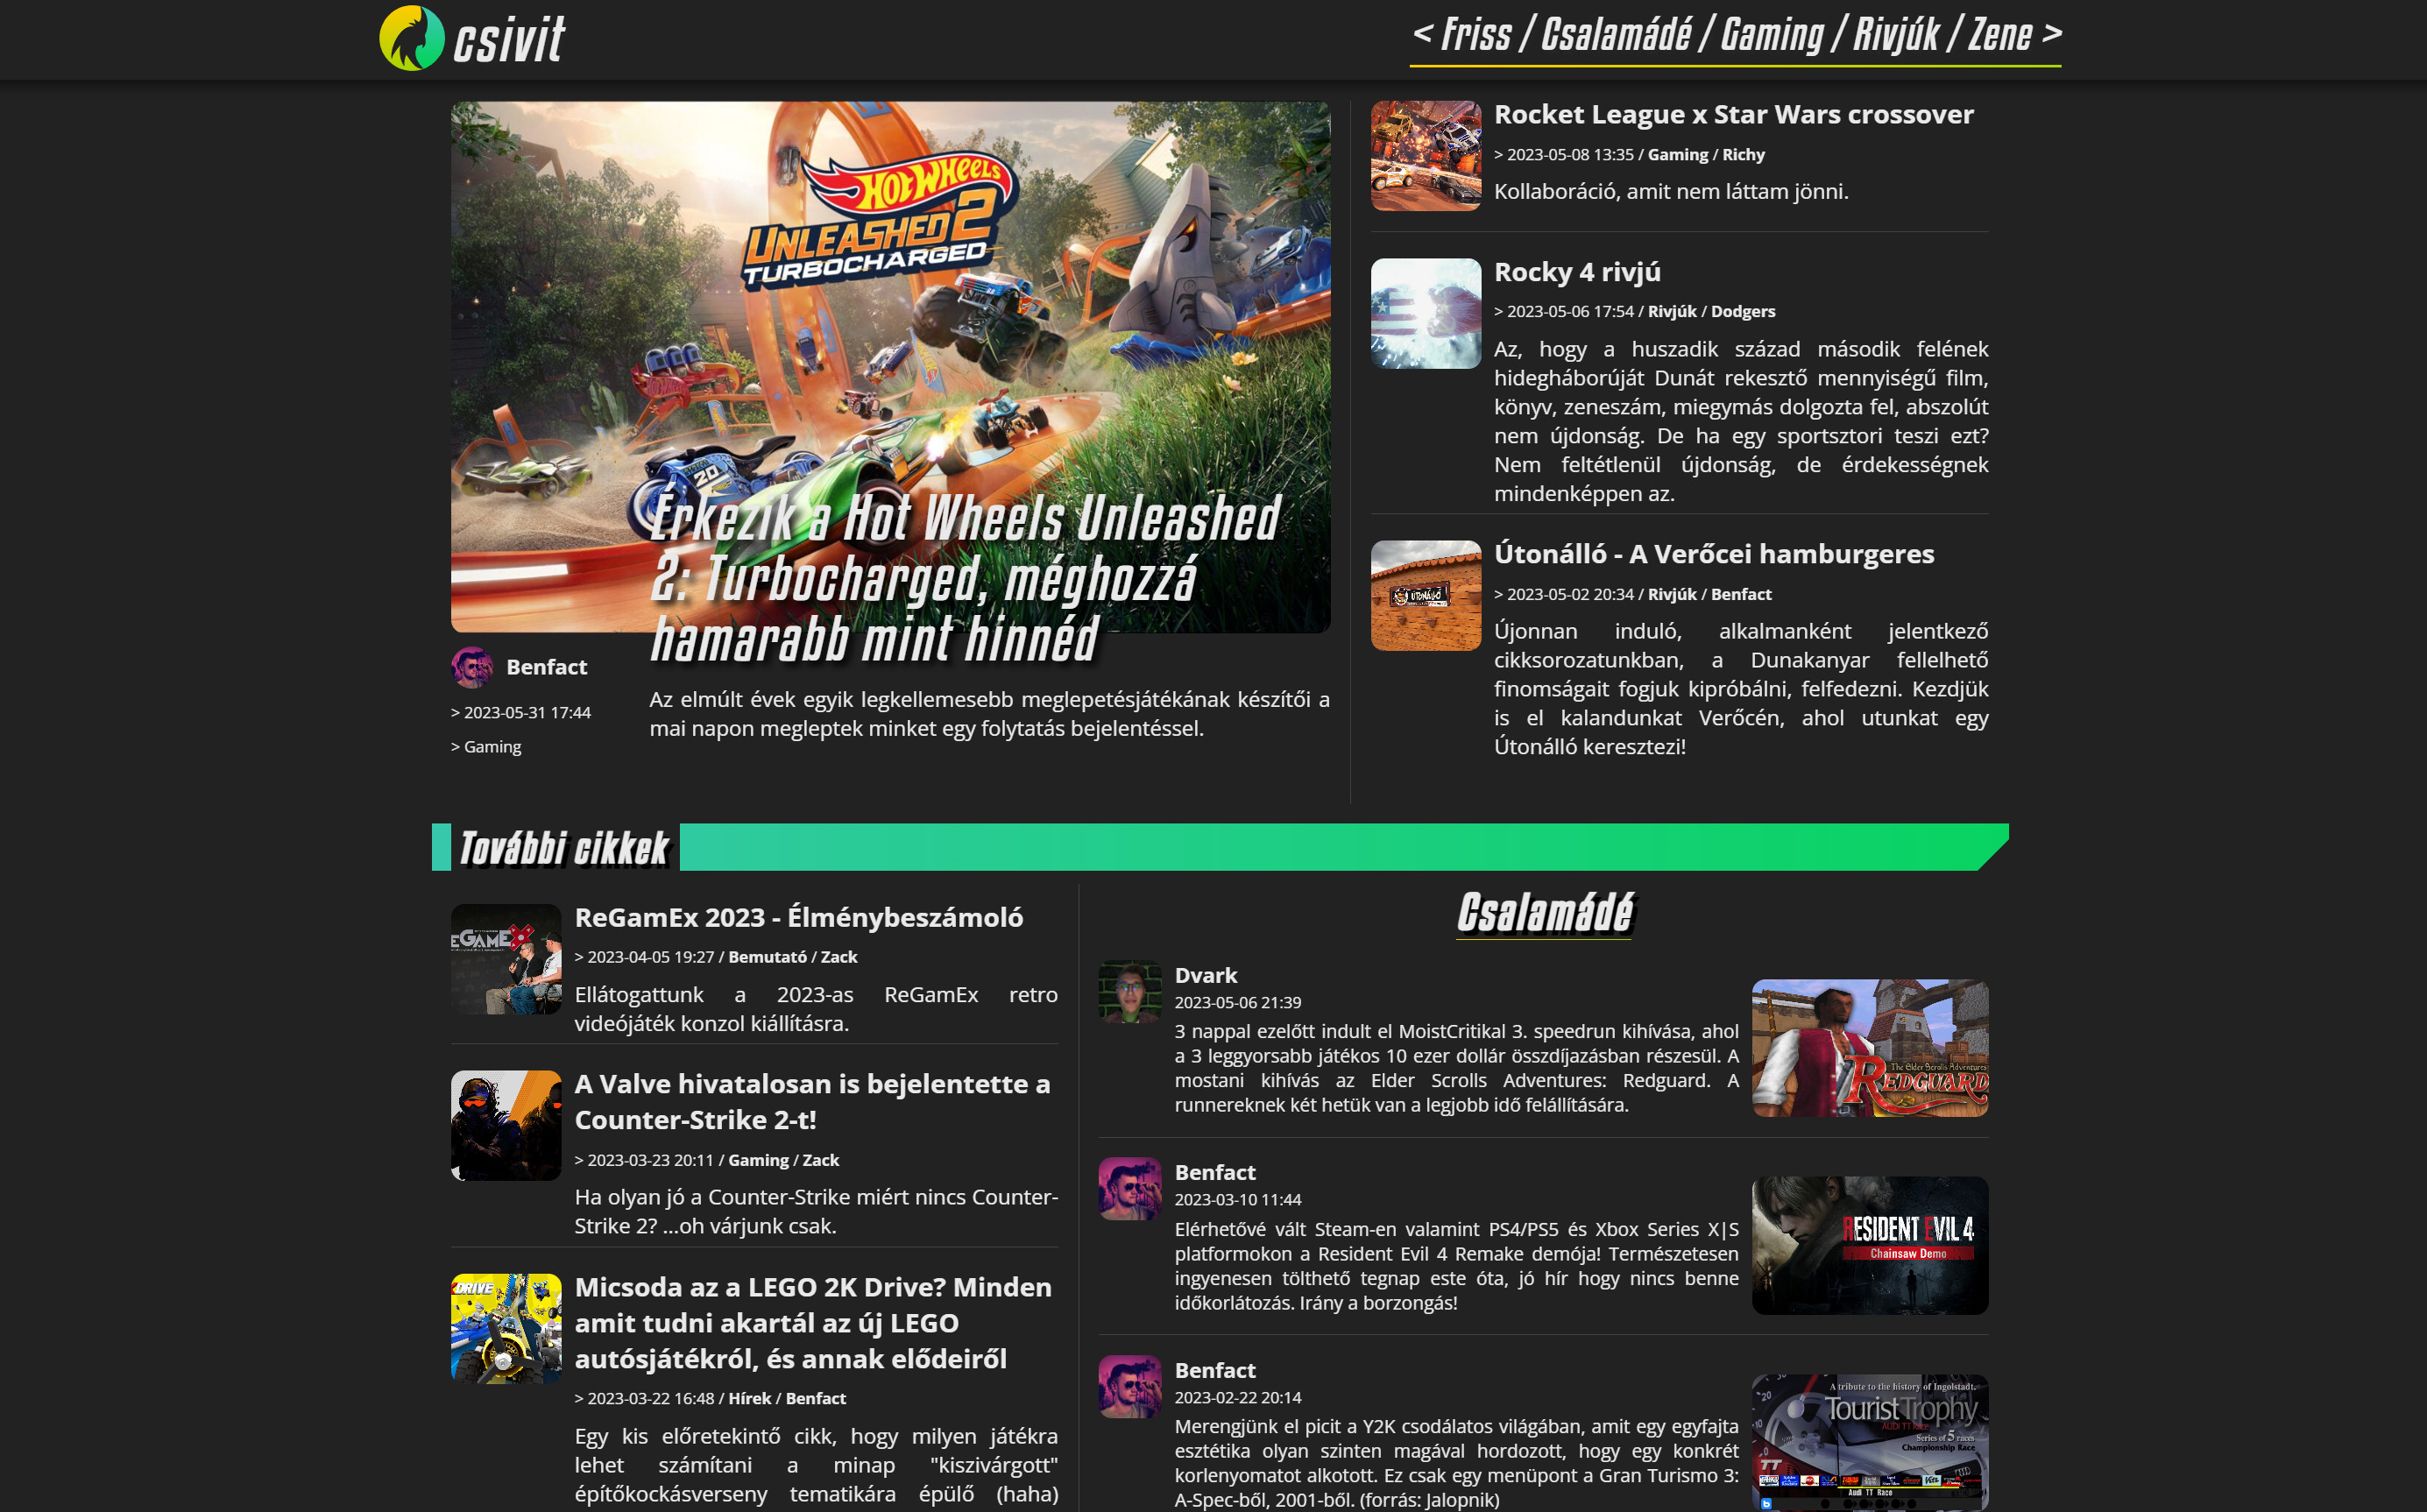 csivit
< Friss / Csalamádé / Gaming / Rivjúk / Zene >
HOT WHEELS
UNLEASHED 2
TURBOCHARGED
20
Érkezik a Hot Wheels Unleashed
2: Turbocharged, méghozzá
hamarabb mint hinnéd
Benfact
> 2023-05-31 17:44
> Gaming
Az elmúlt évek egyik legkellemesebb meglepetésjátékának készítői a
mai napon megleptek minket egy folytatás bejelentéssel.
Rocket League x Star Wars crossover
> 2023-05-08 13:35 / Gaming / Richy
Kollaboráció, amit nem láttam jönni.
Rocky 4 rivjú
> 2023-05-06 17:54 / Rivjúk / Dodgers
Az, hogy a huszadik század második felének
hidegháborúját Dunát rekesztő mennyiségű film,
könyv, zeneszám, miegymás dolgozta fel, abszolút
nem újdonság. De ha egy sportsztori teszi ezt?
Nem feltétlenül újdonság, de érdekességnek
mindenképpen az.
ÚTONÁLLÓ
Útonálló - A Verőcei hamburgeres
> 2023-05-02 20:34 / Rivjúk / Benfact
Újonnan induló, alkalmanként jelentkező
cikksorozatunkban, a Dunakanyar fellelhető
finomságait fogjuk kipróbálni, felfedezni. Kezdjük
is el kalandunkat Verőcén, ahol utunkat egy
Útonálló keresztezi!
További cikkek
EGAMEX
ReGamEx 2023 - Élménybeszámoló
> 2023-04-05 19:27 / Bemutató / Zack
Ellátogattunk a 2023-as ReGamEx retro
videójáték konzol kiállításra.
A Valve hivatalosan is bejelentette a
Counter-Strike 2-t!
> 2023-03-23 20:11 / Gaming / Zack
Ha olyan jó a Counter-Strike miért nincs Counter-
Strike 2? ...oh várjunk csak.
DRIVE
Micsoda az a LEGO 2K Drive? Minden
amit tudni akartál az új LEGO
autósjátékról, és annak elődeiről
> 2023-03-22 16:48 / Hírek / Benfact
Egy kis előretekintő cikk, hogy milyen játékra
lehet számítani a minap "kiszivárgott"
építőkockásverseny tematikára épülő (haha)
Csalamádé
Dvark
2023-05-06 21:39
3 nappal ezelőtt indult el MoistCritikal 3. speedrun kihívása, ahol
a 3 leggyorsabb játékos 10 ezer dollár összdíjazásban részesül. A
mostani kihívás az Elder Scrolls Adventures: Redguard. A
runnereknek két hetük van a legjobb idő felállítására.
The Elder Scrolls Adventures
REDGUARD
Benfact
2023-03-10 11:44
Elérhetővé vált Steam-en valamint PS4/PS5 és Xbox Series X|S
platformokon a Resident Evil 4 Remake demója! Természetesen
ingyenesen tölthető tegnap este óta, jó hír hogy nincs benne
időkorlátozás. Irány a borzongás!
RESIDENT EVIL 4
Chainsaw Demo
Benfact
2023-02-22 20:14
Merengjünk el picit a Y2K csodálatos világában, amit egy egyfajta
esztétika olyan szinten magával hordozott, hogy egy konkrét
korlenyomatot alkotott. Ez csak egy menüpont a Gran Turismo 3:
A-Spec-ből, 2001-ből. (forrás: Jalopnik)
A tribute to the history of Ingolstadt.
Tourist Trophy
AUDI TT RACE
Series of 5 races
Championship Race
TT
Audi TT Race